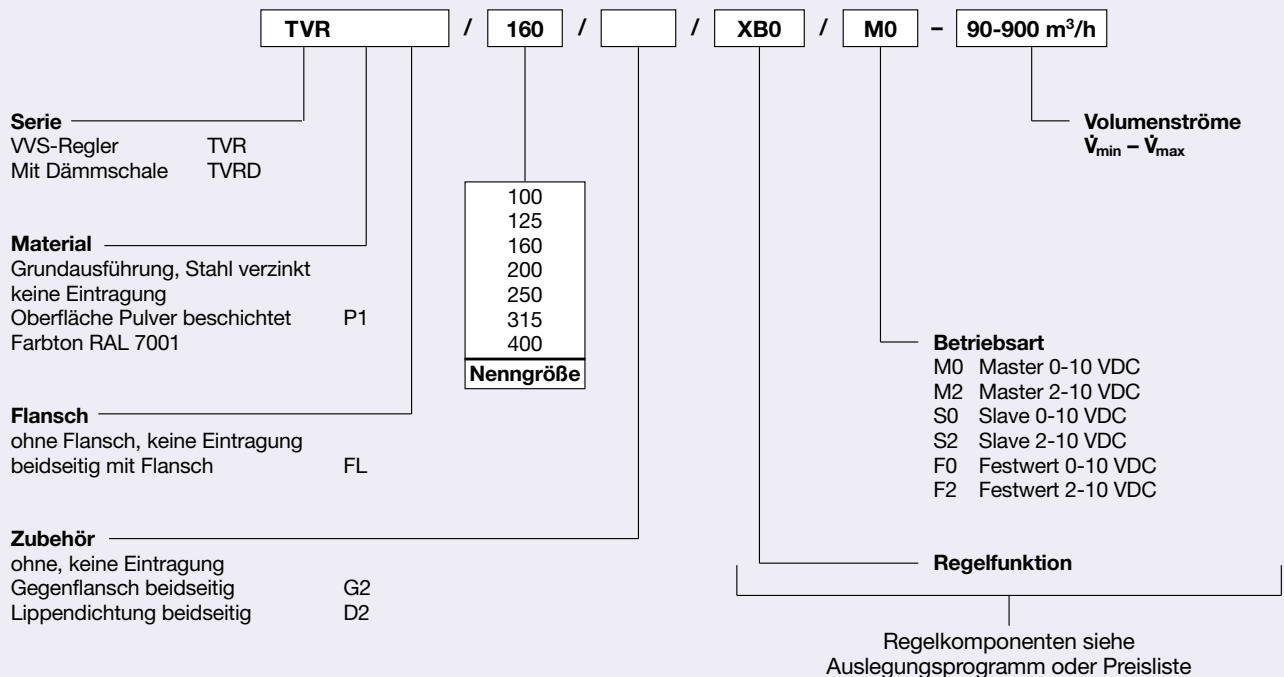 TVR / 160 / / XB0 / M0 – 90-900 m³/h
Serie
VVS-Regler TVR
Mit Dämmschale TVRD
Material
Grundausführung, Stahl verzinkt
keine Eintragung
Oberfläche Pulver beschichtet P1
Farbton RAL 7001
Flansch
ohne Flansch, keine Eintragung
beidseitig mit Flansch FL
Zubehör
ohne, keine Eintragung
Gegenflansch beidseitig G2
Lippendichtung beidseitig D2
100
125
160
200
250
315
400
Nenngröße
Volumenströme
V̇min – V̇max
Betriebsart
M0 Master 0-10 VDC
M2 Master 2-10 VDC
S0 Slave 0-10 VDC
S2 Slave 2-10 VDC
F0 Festwert 0-10 VDC
F2 Festwert 2-10 VDC
Regelfunktion
Regelkomponenten siehe
Auslegungsprogramm oder Preisliste